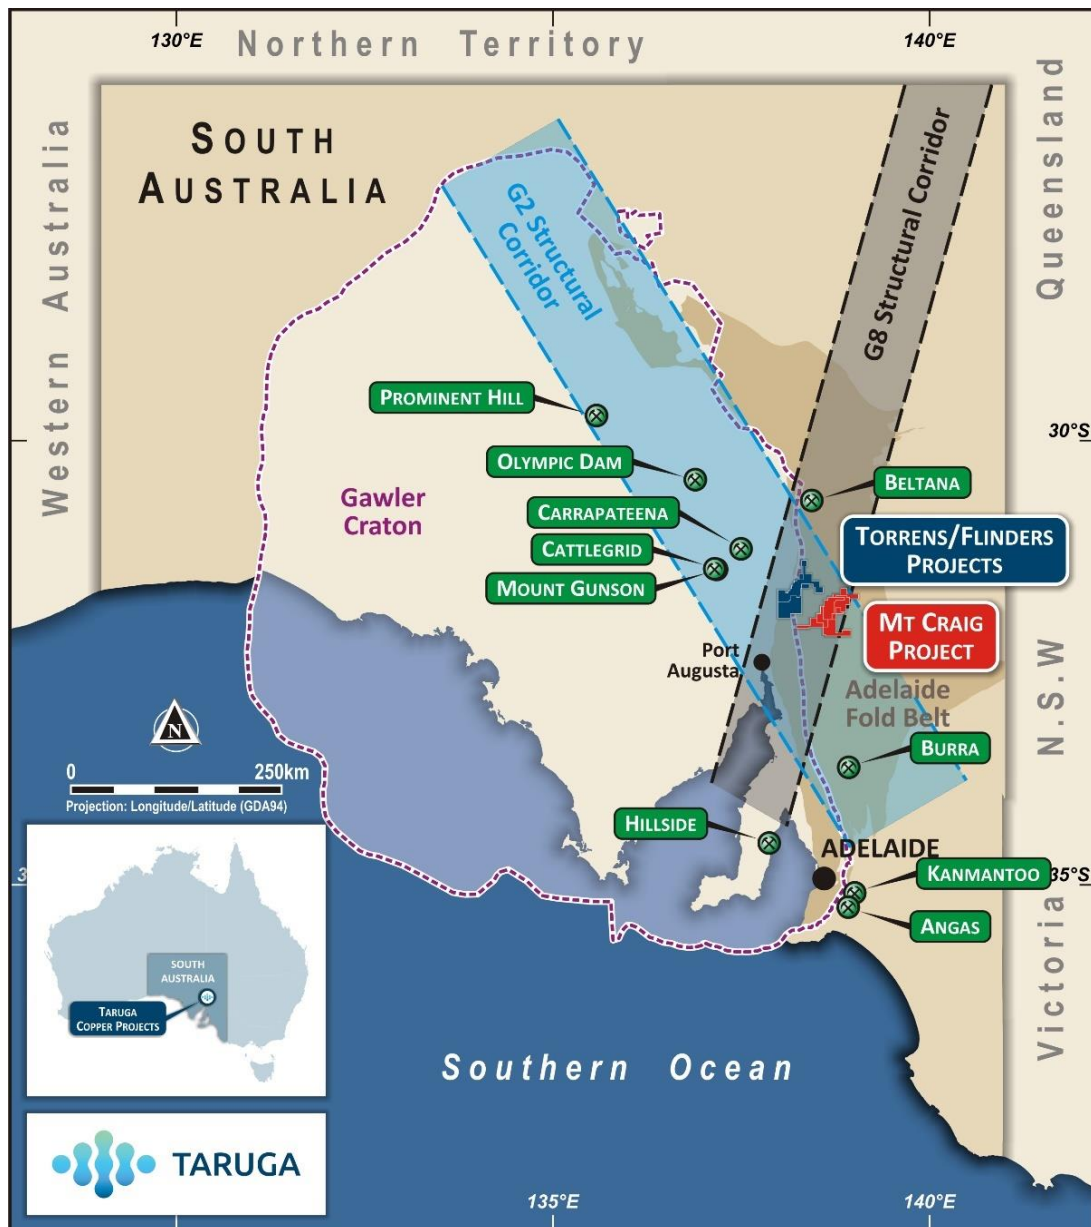 130°E
Northern Territory
140°E
SOUTH
AUSTRALIA
Western Australia
Queensland
G2 Structural
Corridor
G8 Structural Corridor
PROMINENT HILL
30°S
OLYMPIC DAM
BELTANA
Gawler
Craton
CARRAPATEENA
CATTLEGRID
MOUNT GUNSON
TORRENS/FLINDERS
PROJECTS
MT CRAIG
PROJECT
Port
Augusta
Adelaide
Fold Belt
N.S.W
N
BURRA
0
250km
Projection: Longitude/Latitude (GDA94)
HILLSIDE
ADELAIDE
KANMANTOO
35°S
ANGAS
Victoria
SOUTH
AUSTRALIA
TARUGA
COPPER PROJECTS
Southern Ocean
TARUGA
135°E
140°E